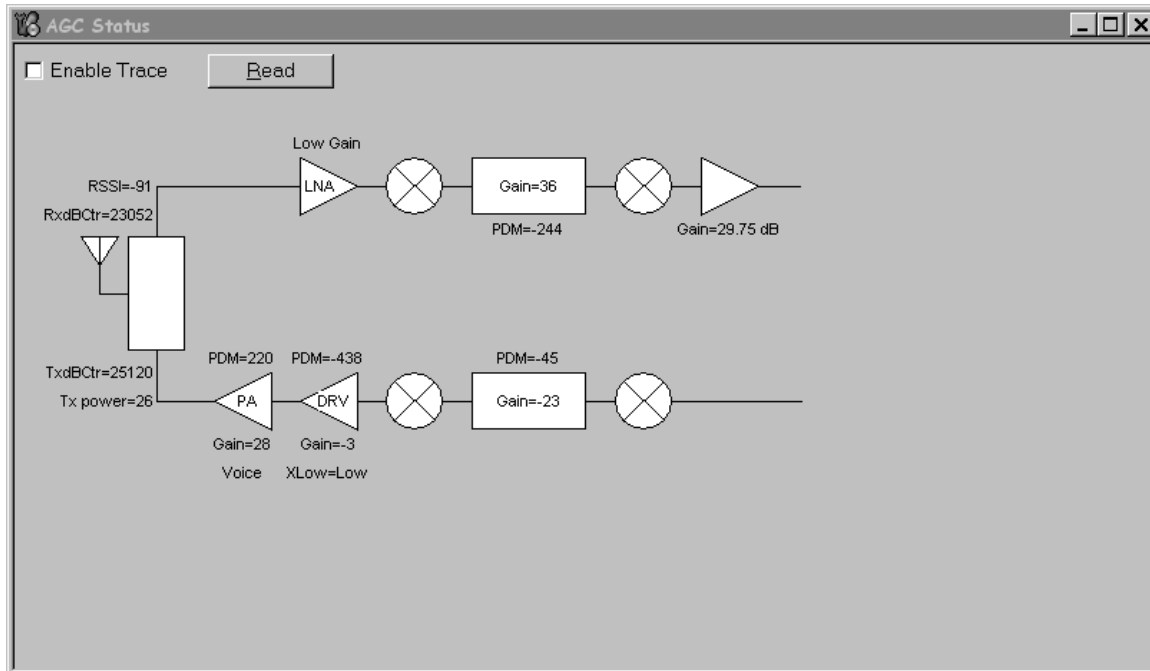 AGC Status
Enable Trace Read
Low Gain
RSSI=-91 LNA Gain=36
RxdBCtr=23052 PDM=-244 Gain=29.75 dB
PDM=220 PDM=-438 PDM=-45
TxdBCtr=25120
Tx power=26 PA DRV Gain=-23
Gain=28 Gain=-3
Voice XLow=Low